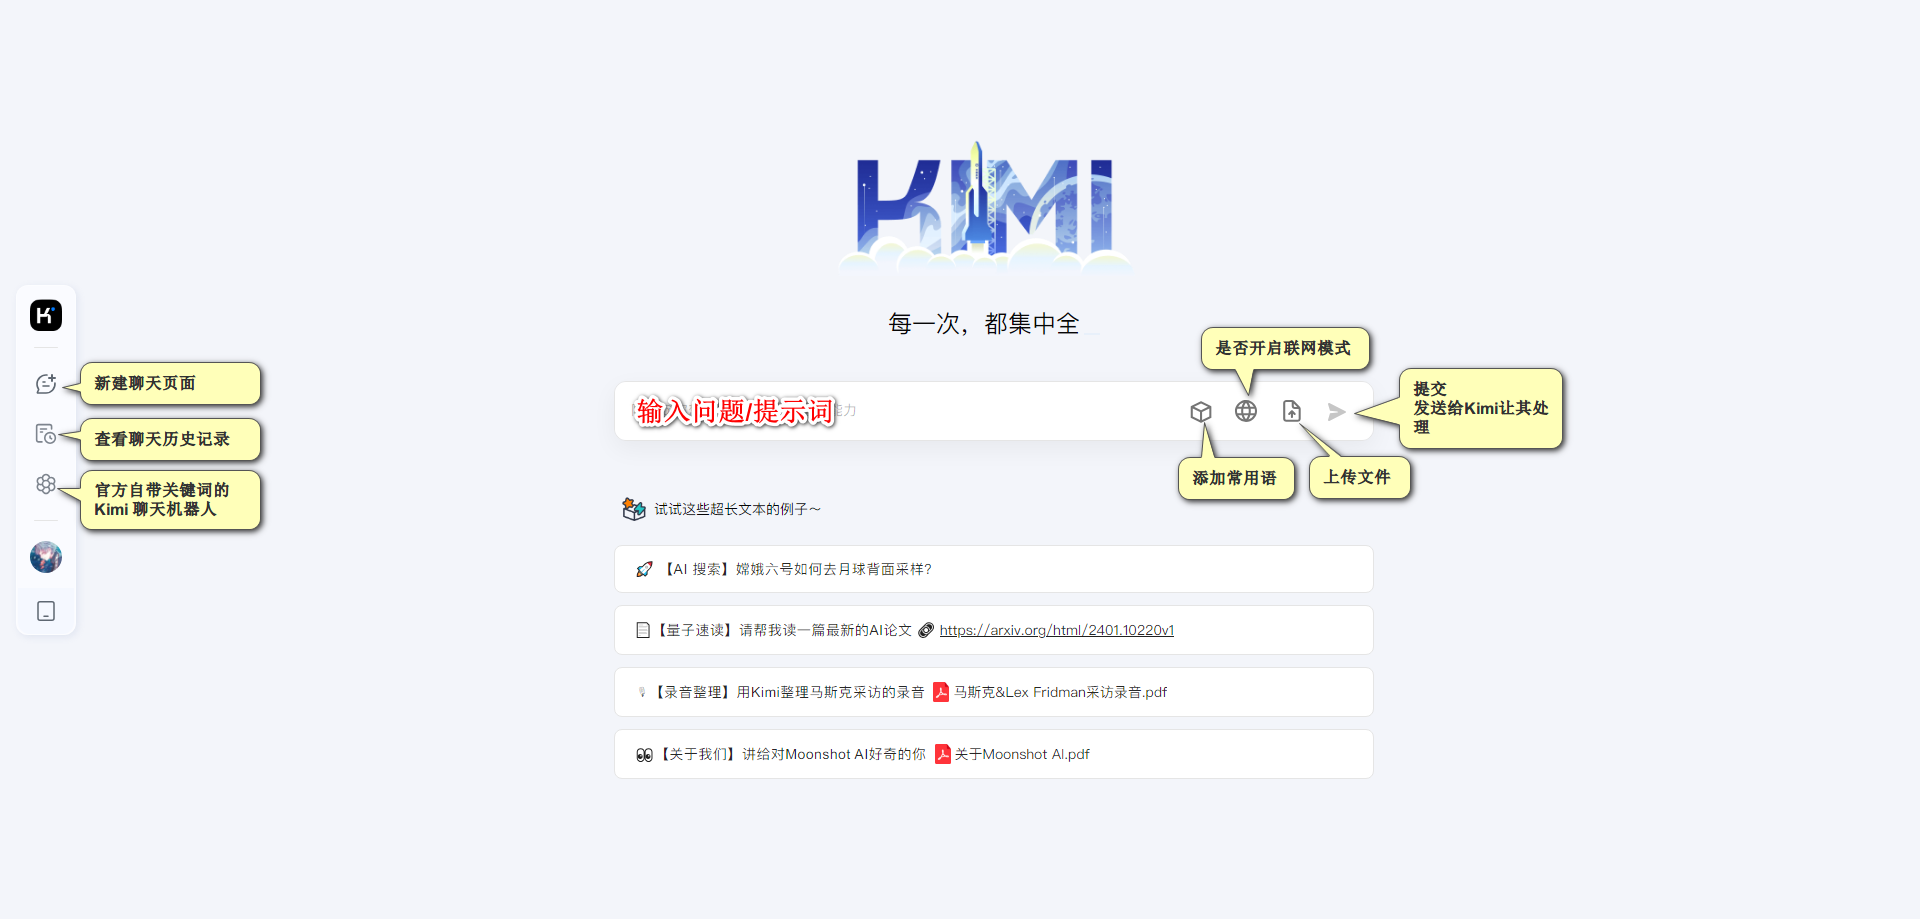 KIMI
每一次，都集中全
K
新建聊天页面
查看聊天历史记录
官方自带关键词的
Kimi 聊天机器人
是否开启联网模式
输入问题/提示词
能力
提交
发送给Kimi让其处
理
添加常用语
上传文件
试试这些超长文本的例子～
【AI 搜索】嫦娥六号如何去月球背面采样？
【量子速读】请帮我读一篇最新的AI论文 https://arxiv.org/html/2401.10220v1
【录音整理】用Kimi整理马斯克采访的录音 马斯克&Lex Fridman采访录音.pdf
【关于我们】讲给对Moonshot AI好奇的你 关于Moonshot AI.pdf